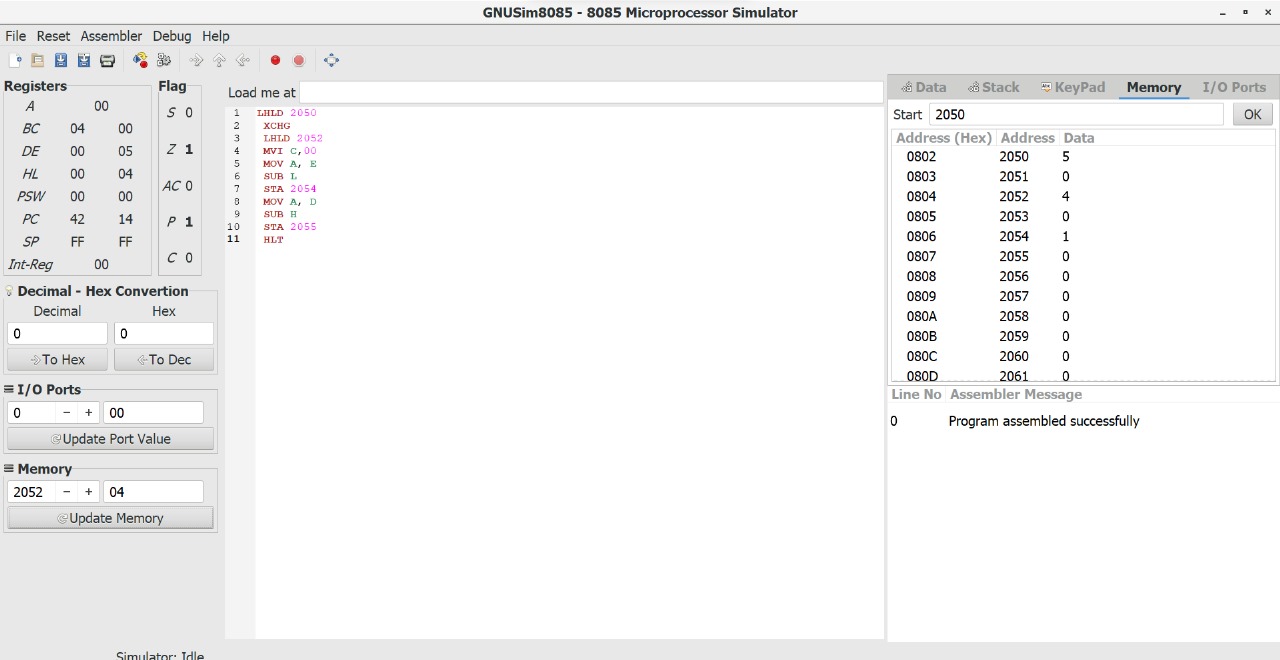 GNUSim8085 - 8085 Microprocessor Simulator
File Reset Assembler Debug Help
Registers
A 00
BC 04 00
DE 00 05
HL 00 04
PSW 00 00
PC 42 14
SP FF FF
Int-Reg 00
Flag
S 0
Z 1
AC 0
P 1
C 0
Decimal - Hex Convertion
Decimal Hex
0 0
To Hex To Dec
I/O Ports
0 − + 00
Update Port Value
Memory
2052 − + 04
Update Memory
Load me at
1 LHLD 2050
2 XCHG
3 LHLD 2052
4 MVI C,00
5 MOV A, E
6 SUB L
7 STA 2054
8 MOV A, D
9 SUB H
10 STA 2055
11 HLT
Data Stack KeyPad Memory I/O Ports
Start 2050 OK
Address (Hex) Address Data
0802 2050 5
0803 2051 0
0804 2052 4
0805 2053 0
0806 2054 1
0807 2055 0
0808 2056 0
0809 2057 0
080A 2058 0
080B 2059 0
080C 2060 0
080D 2061 0
Line No Assembler Message
0 Program assembled successfully
Simulator: Idle